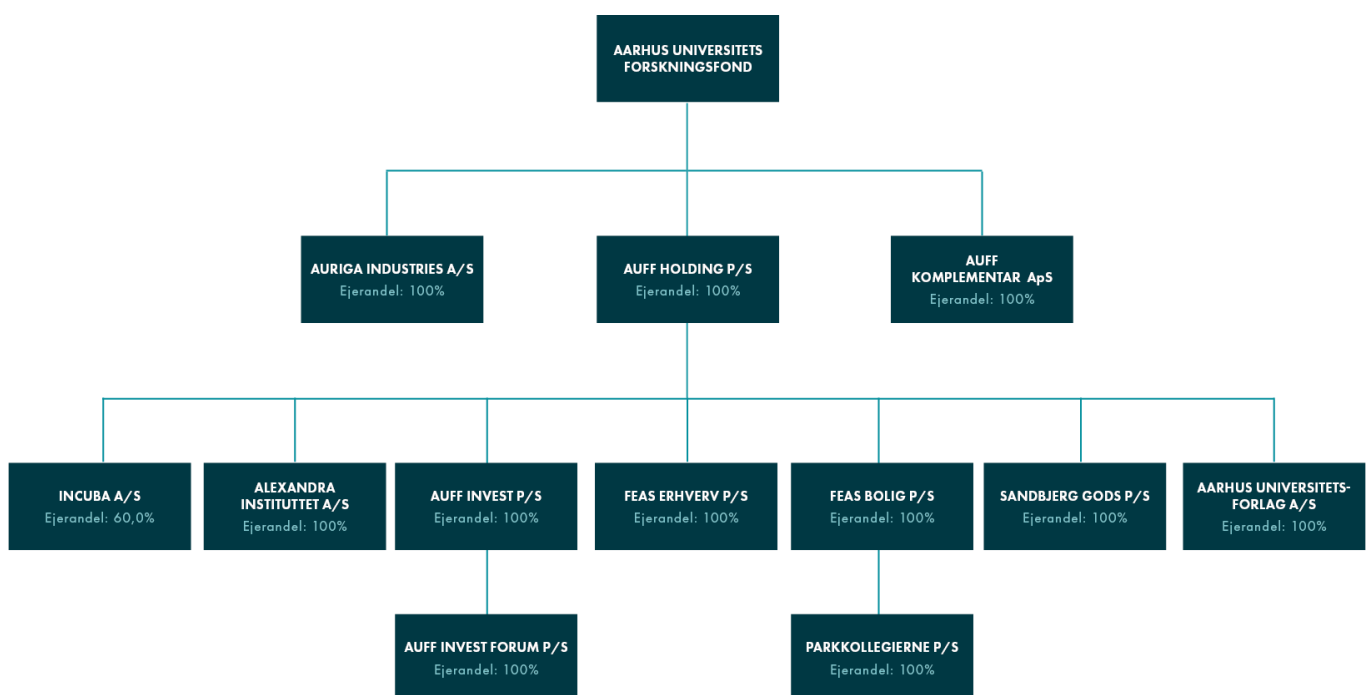 AARHUS UNIVERSITETS
FORSKNINGSFOND
AURIGA INDUSTRIES A/S
Ejerandel: 100%
AUFF HOLDING P/S
Ejerandel: 100%
AUFF
KOMPLEMENTAR ApS
Ejerandel: 100%
INCUBA A/S
Ejerandel: 60,0%
ALEXANDRA
INSTITUTTET A/S
Ejerandel: 100%
AUFF INVEST P/S
Ejerandel: 100%
FEAS ERHVERV P/S
Ejerandel: 100%
FEAS BOLIG P/S
Ejerandel: 100%
SANDBJERG GODS P/S
Ejerandel: 100%
AARHUS UNIVERSITETS-
FORLAG A/S
Ejerandel: 100%
AUFF INVEST FORUM P/S
Ejerandel: 100%
PARKKOLLEGIERNE P/S
Ejerandel: 100%